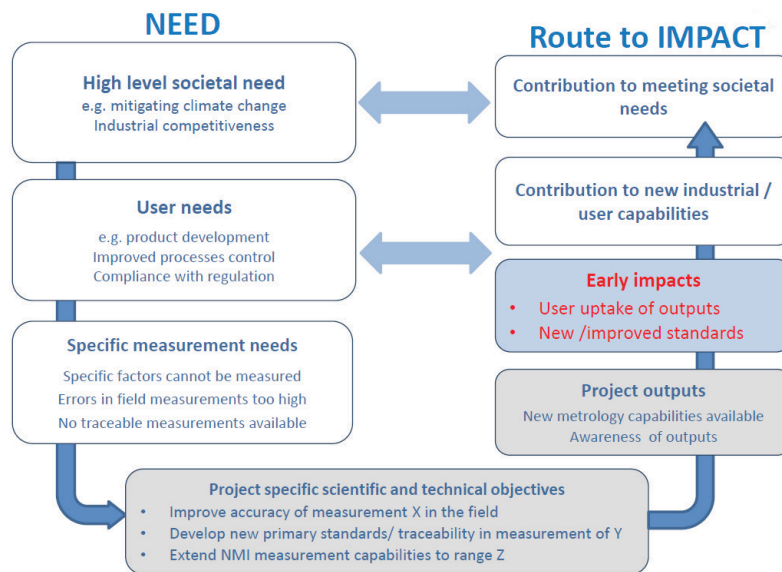 NEED
High level societal need
e.g. mitigating climate change
Industrial competitiveness
User needs
e.g. product development
Improved processes control
Compliance with regulation
Specific measurement needs
Specific factors cannot be measured
Errors in field measurements too high
No traceable measurements available
Project specific scientific and technical objectives
• Improve accuracy of measurement X in the field
• Develop new primary standards/ traceability in measurement of Y
• Extend NMI measurement capabilities to range Z
Route to IMPACT
Contribution to meeting societal
needs
Contribution to new industrial /
user capabilities
Early impacts
• User uptake of outputs
• New /improved standards
Project outputs
New metrology capabilities available
Awareness of outputs